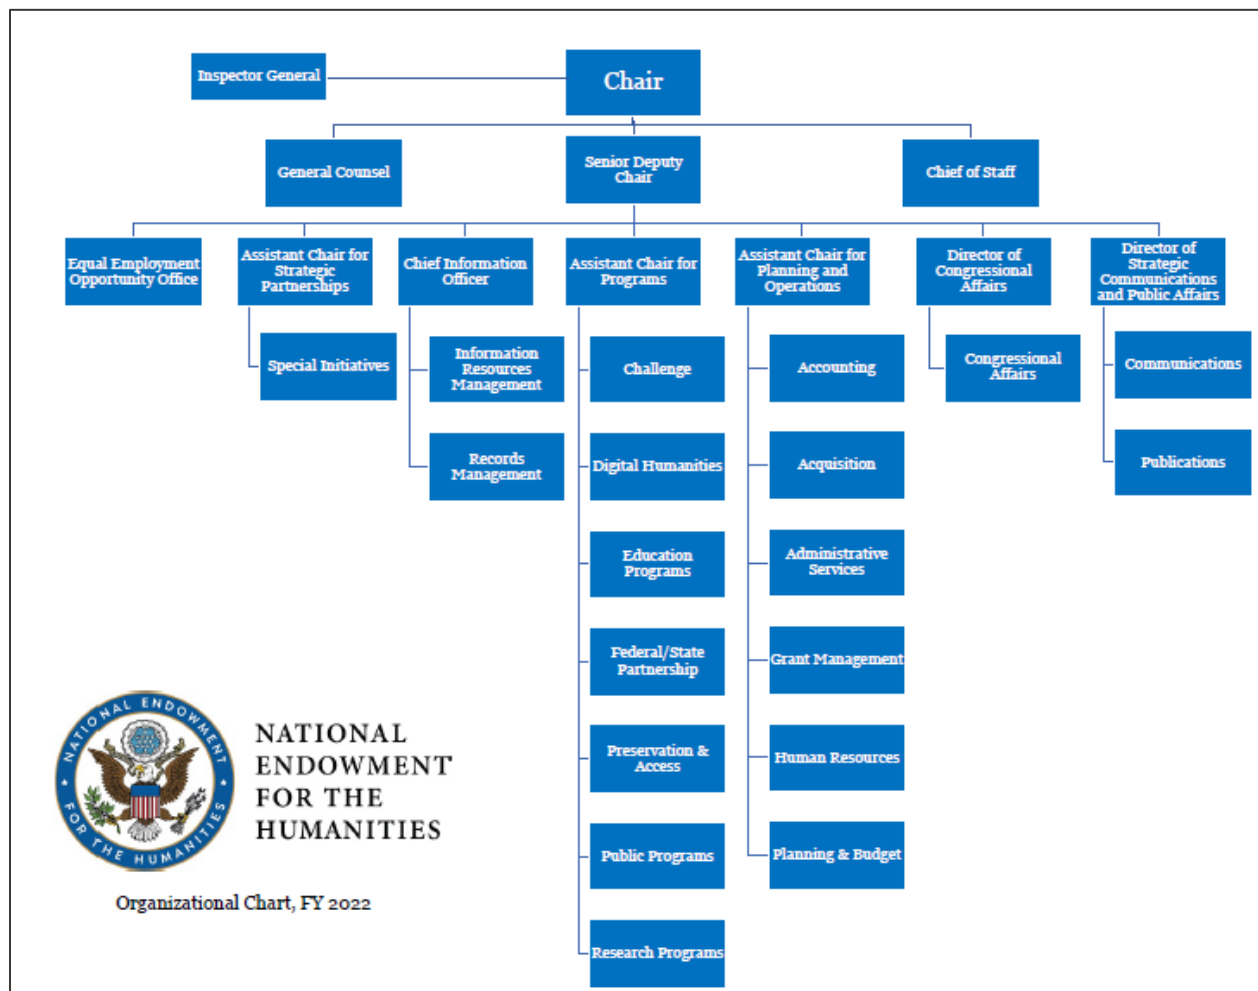 Inspector General
Chair
General Counsel
Senior Deputy
Chair
Chief of Staff
Equal Employment
Opportunity Office
Assistant Chair for
Strategic
Partnerships
Chief Information
Officer
Assistant Chair for
Programs
Assistant Chair for
Planning and
Operations
Director of
Congressional
Affairs
Director of
Strategic
Communications
and Public Affairs
Special Initiatives
Information
Resources
Management
Records
Management
Challenge
Digital Humanities
Education
Programs
Federal/State
Partnership
Preservation &
Access
Public Programs
Research Programs
Accounting
Acquisition
Administrative
Services
Grant Management
Human Resources
Planning & Budget
Congressional
Affairs
Communications
Publications
NATIONAL ENDOWMENT
FOR THE HUMANITIES
NATIONAL
ENDOWMENT
FOR THE
HUMANITIES
Organizational Chart, FY 2022